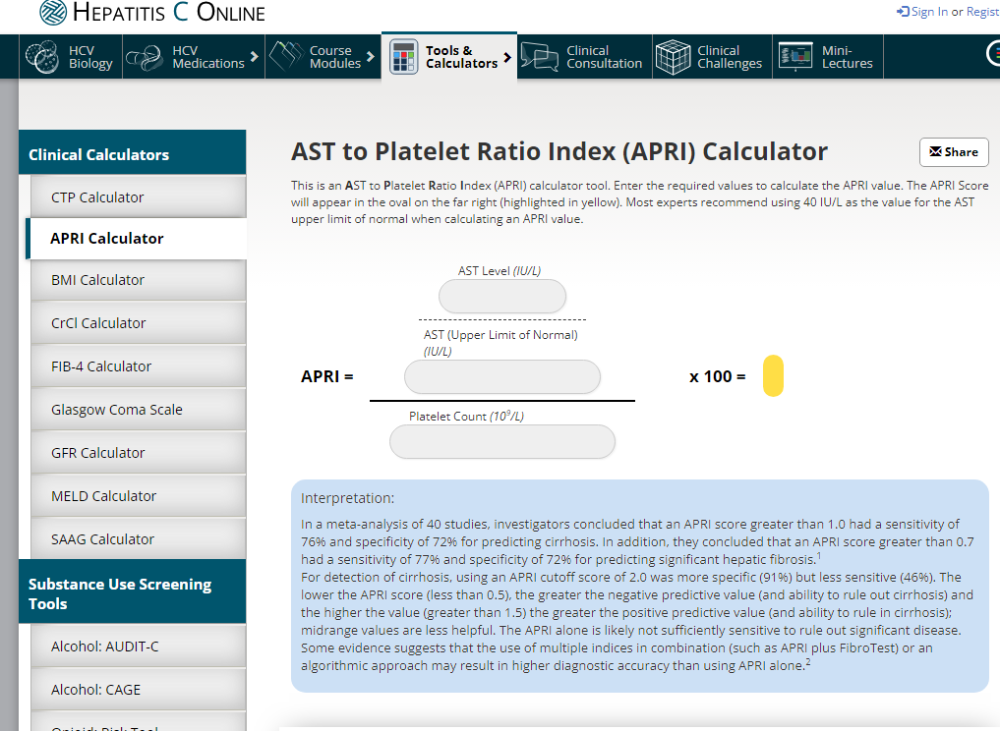 HEPATITIS C ONLINE
Sign In or Regist
HCV
Biology
HCV
Medications
Course
Modules
Tools &
Calculators
Clinical
Consultation
Clinical
Challenges
Mini-
Lectures
Clinical Calculators
CTP Calculator
APRI Calculator
BMI Calculator
CrCl Calculator
FIB-4 Calculator
Glasgow Coma Scale
GFR Calculator
MELD Calculator
SAAG Calculator
Substance Use Screening
Tools
Alcohol: AUDIT-C
Alcohol: CAGE
AST to Platelet Ratio Index (APRI) Calculator
Share
This is an AST to Platelet Ratio Index (APRI) calculator tool. Enter the required values to calculate the APRI value. The APRI Score
will appear in the oval on the far right (highlighted in yellow). Most experts recommend using 40 IU/L as the value for the AST
upper limit of normal when calculating an APRI value.
AST Level (IU/L)
AST (Upper Limit of Normal)
(IU/L)
APRI =
x 100 =
Platelet Count (10⁹/L)
Interpretation:
In a meta-analysis of 40 studies, investigators concluded that an APRI score greater than 1.0 had a sensitivity of
76% and specificity of 72% for predicting cirrhosis. In addition, they concluded that an APRI score greater than 0.7
had a sensitivity of 77% and specificity of 72% for predicting significant hepatic fibrosis.¹
For detection of cirrhosis, using an APRI cutoff score of 2.0 was more specific (91%) but less sensitive (46%). The
lower the APRI score (less than 0.5), the greater the negative predictive value (and ability to rule out cirrhosis) and
the higher the value (greater than 1.5) the greater the positive predictive value (and ability to rule in cirrhosis);
midrange values are less helpful. The APRI alone is likely not sufficiently sensitive to rule out significant disease.
Some evidence suggests that the use of multiple indices in combination (such as APRI plus FibroTest) or an
algorithmic approach may result in higher diagnostic accuracy than using APRI alone.²